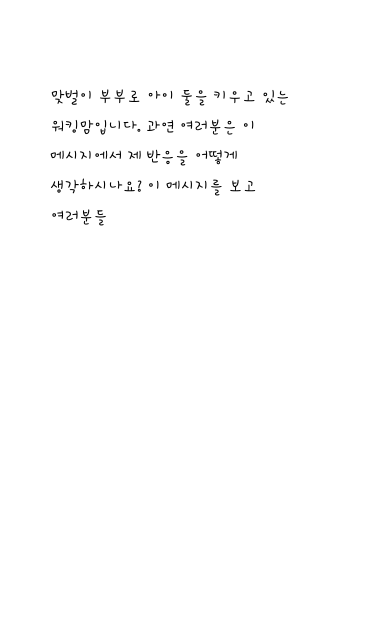 맞벌이 부부로 아이 둘을 키우고 있는
워킹맘입니다. 과연 여러분은 이
메시지에서 제 반응을 어떻게
생각하시나요? 이 메시지를 보고
여러분들